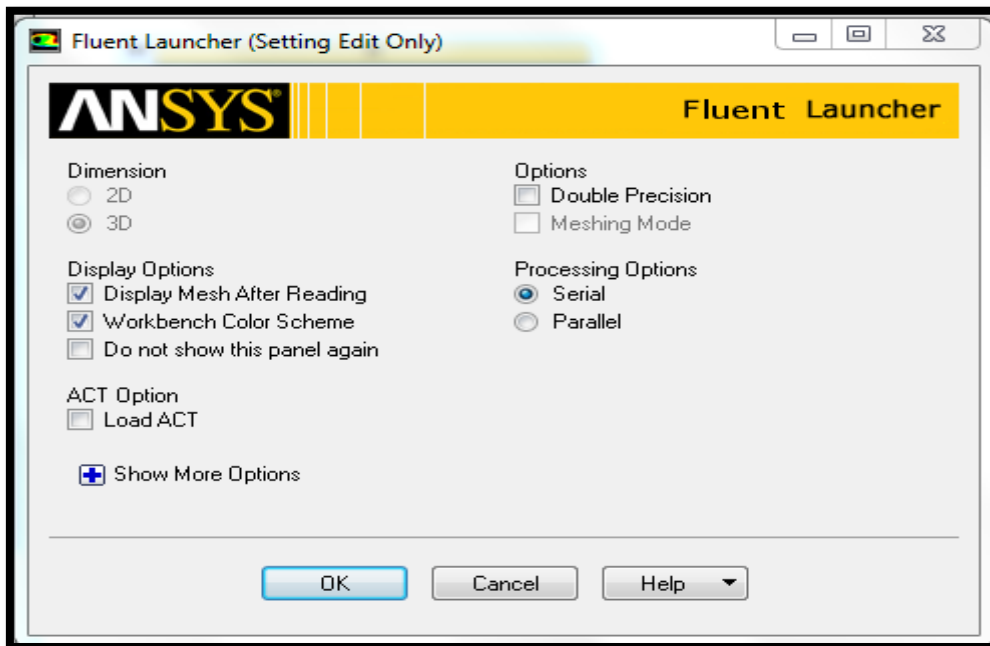 Fluent Launcher (Setting Edit Only)
ANSYS Fluent Launcher
Dimension
2D
3D
Options
Double Precision
Meshing Mode
Display Options
Display Mesh After Reading
Workbench Color Scheme
Do not show this panel again
Processing Options
Serial
Parallel
ACT Option
Load ACT
Show More Options
OK Cancel Help